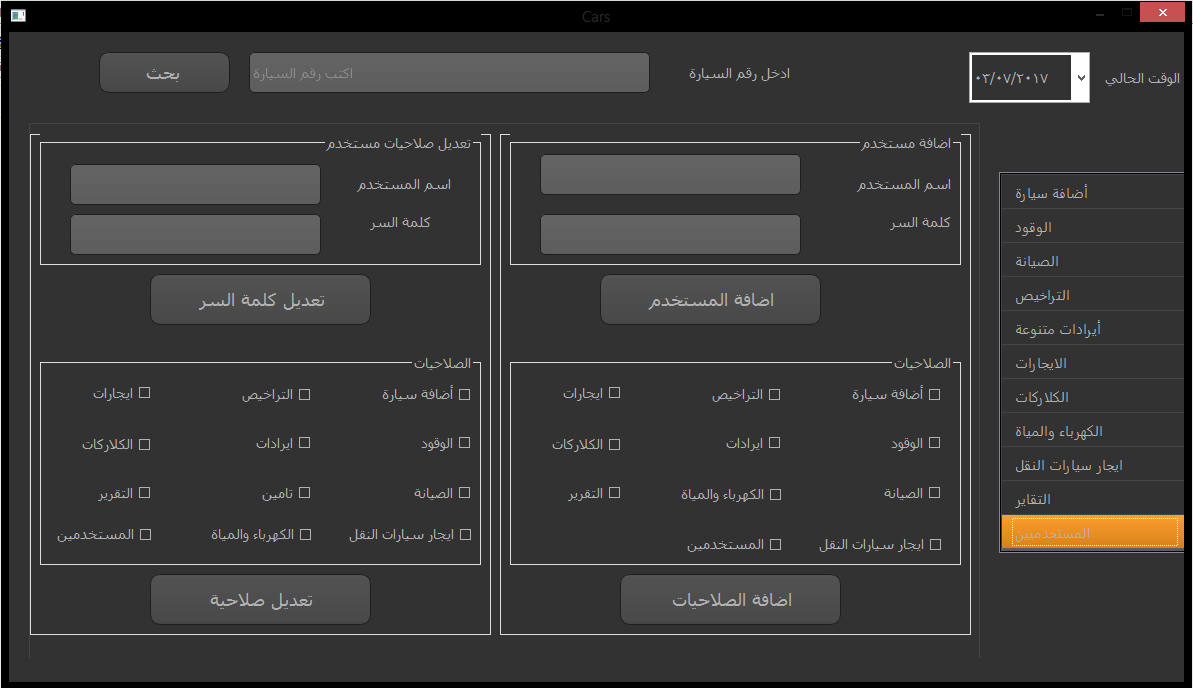 Cars
الوقت الحالي
٠٣/٠٧/٢٠١٧
ادخل رقم السيارة
اكتب رقم السيارة
بحث
أضافة سيارة
الوقود
الصيانة
التراخيص
أيرادات متنوعة
الايجارات
الكلاركات
الكهرباء والمياة
ايجار سيارات النقل
التقاير
المستخدميين
اضافة مستخدم
اسم المستخدم
كلمة السر
اضافة المستخدم
الصلاحيات
أضافة سيارة التراخيص ايجارات
الوقود ايرادات الكلاركات
الصيانة الكهرباء والمياة التقرير
ايجار سيارات النقل المستخدمين
اضافة الصلاحيات
تعديل صلاحيات مستخدم
اسم المستخدم
كلمة السر
تعديل كلمة السر
الصلاحيات
أضافة سيارة التراخيص ايجارات
الوقود ايرادات الكلاركات
الصيانة تامين التقرير
ايجار سيارات النقل الكهرباء والمياة المستخدمين
تعديل صلاحية